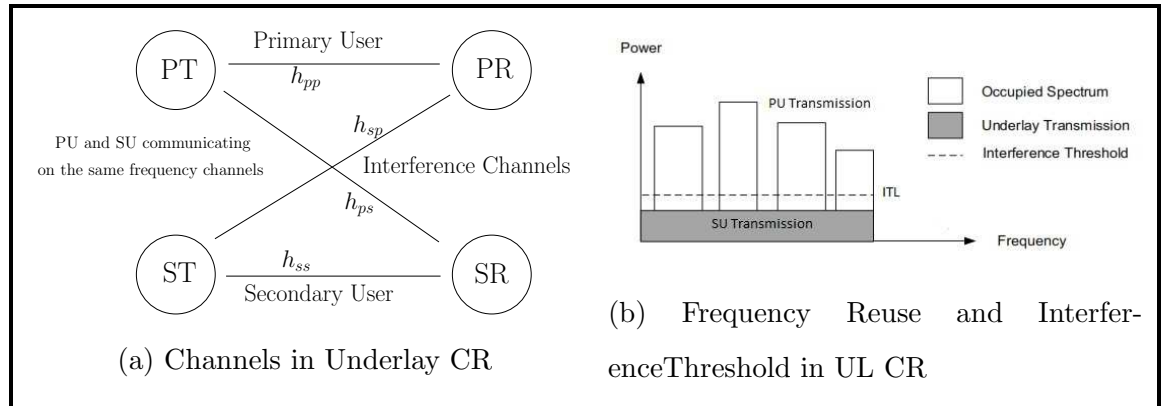 Primary User
PT
PR
h_pp
h_sp
PU and SU communicating
on the same frequency channels
Interference Channels
h_ps
ST
SR
h_ss
Secondary User
(a) Channels in Underlay CR
Power
PU Transmission
Occupied Spectrum
Underlay Transmission
Interference Threshold
ITL
SU Transmission
Frequency
(b) Frequency Reuse and Interfer-
enceThreshold in UL CR